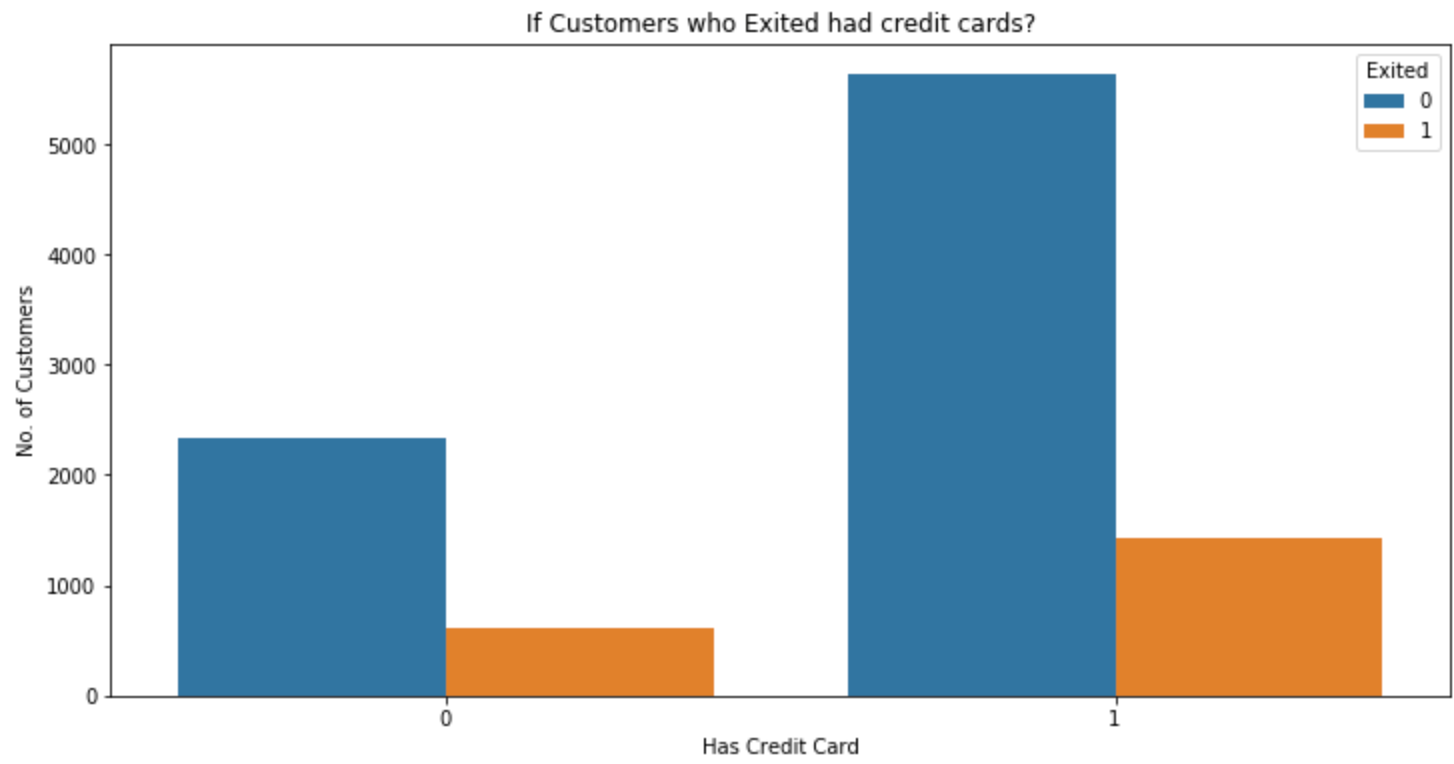 If Customers who Exited had credit cards?
Exited
0
1
5000
4000
3000
2000
1000
0
No. of Customers
0
1
Has Credit Card